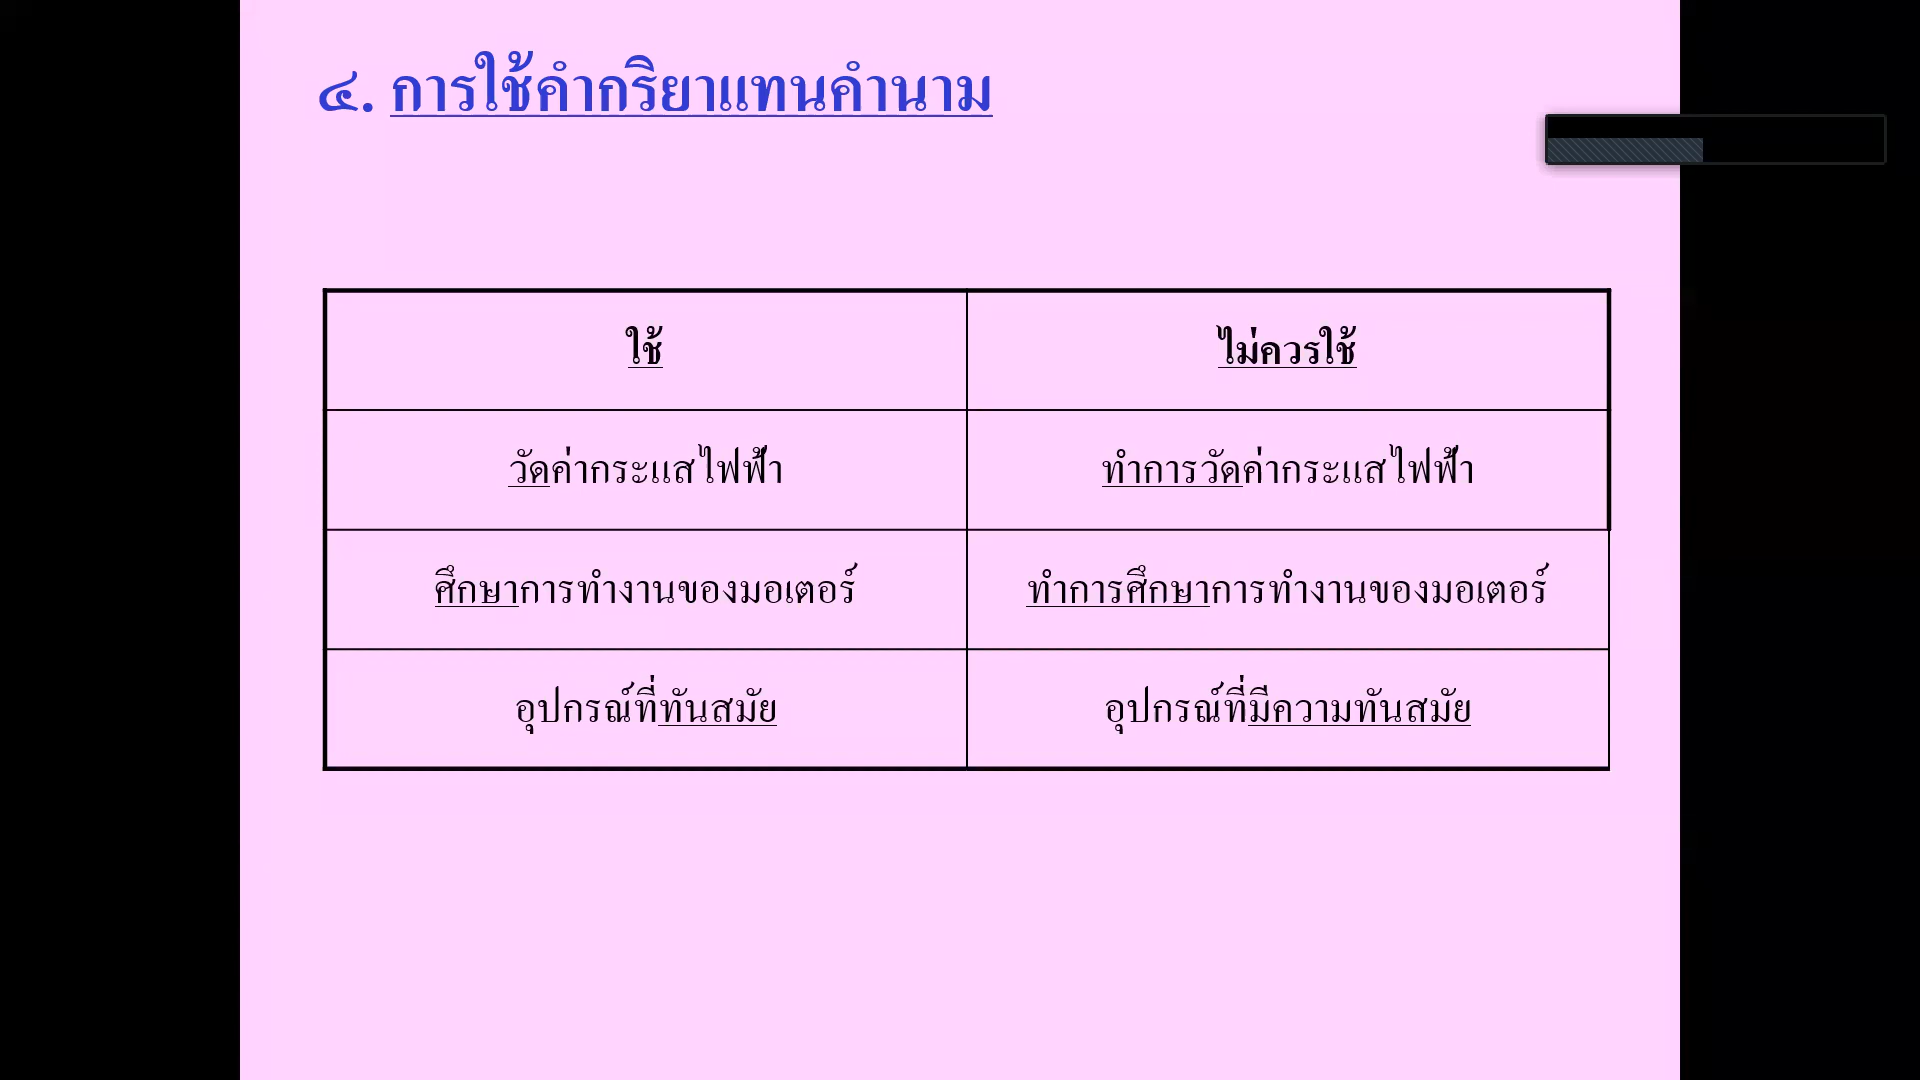 ๔. การใช้คำกริยาแทนคำนาม
ใช้ ไม่ควรใช้
วัดค่ากระแสไฟฟ้า ทำการวัดค่ากระแสไฟฟ้า
ศึกษาการทำงานของมอเตอร์ ทำการศึกษาการทำงานของมอเตอร์
อุปกรณ์ที่ทันสมัย อุปกรณ์ที่มีความทันสมัย